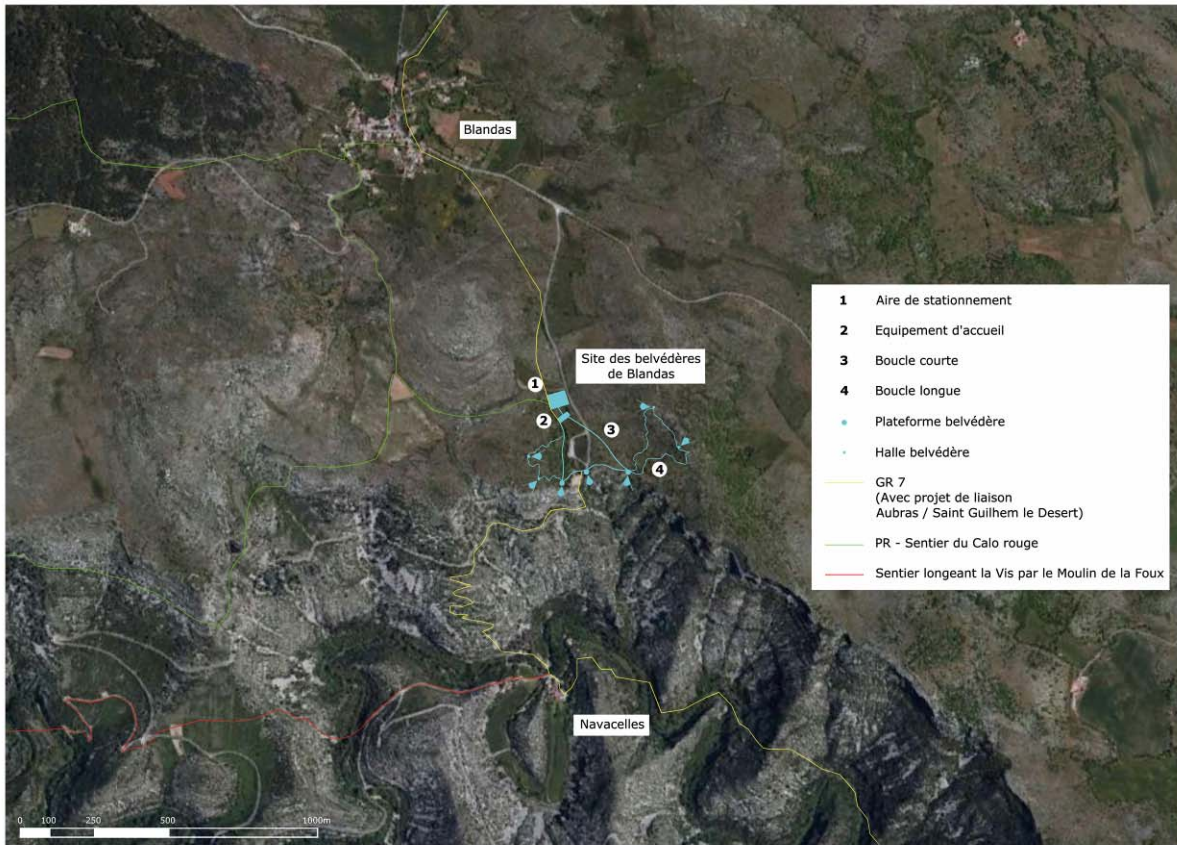 Blandas
Site des belvédères
de Blandas
1
2
3
4
Navacelles
1 Aire de stationnement
2 Equipement d'accueil
3 Boucle courte
4 Boucle longue
Plateforme belvédère
Halle belvédère
GR 7
(Avec projet de liaison
Aubras / Saint Guilhem le Desert)
PR - Sentier du Calo rouge
Sentier longeant la Vis par le Moulin de la Foux
0 100 250 500 1000m